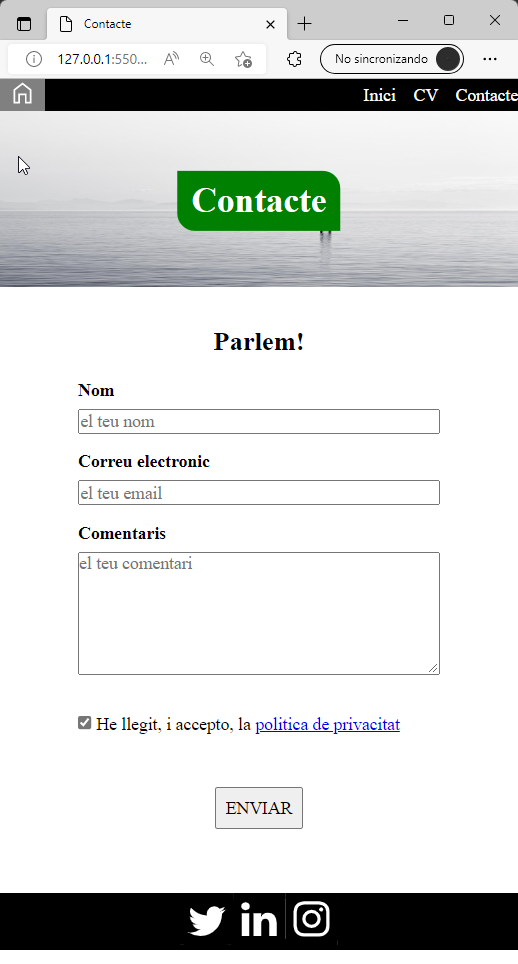 Contacte
127.0.0.1:550...
No sincronizando
Inici CV Contacte
Contacte
Parlem!
Nom
el teu nom
Correu electronic
el teu email
Comentaris
el teu comentari
He llegit, i accepto, la politica de privacitat
ENVIAR